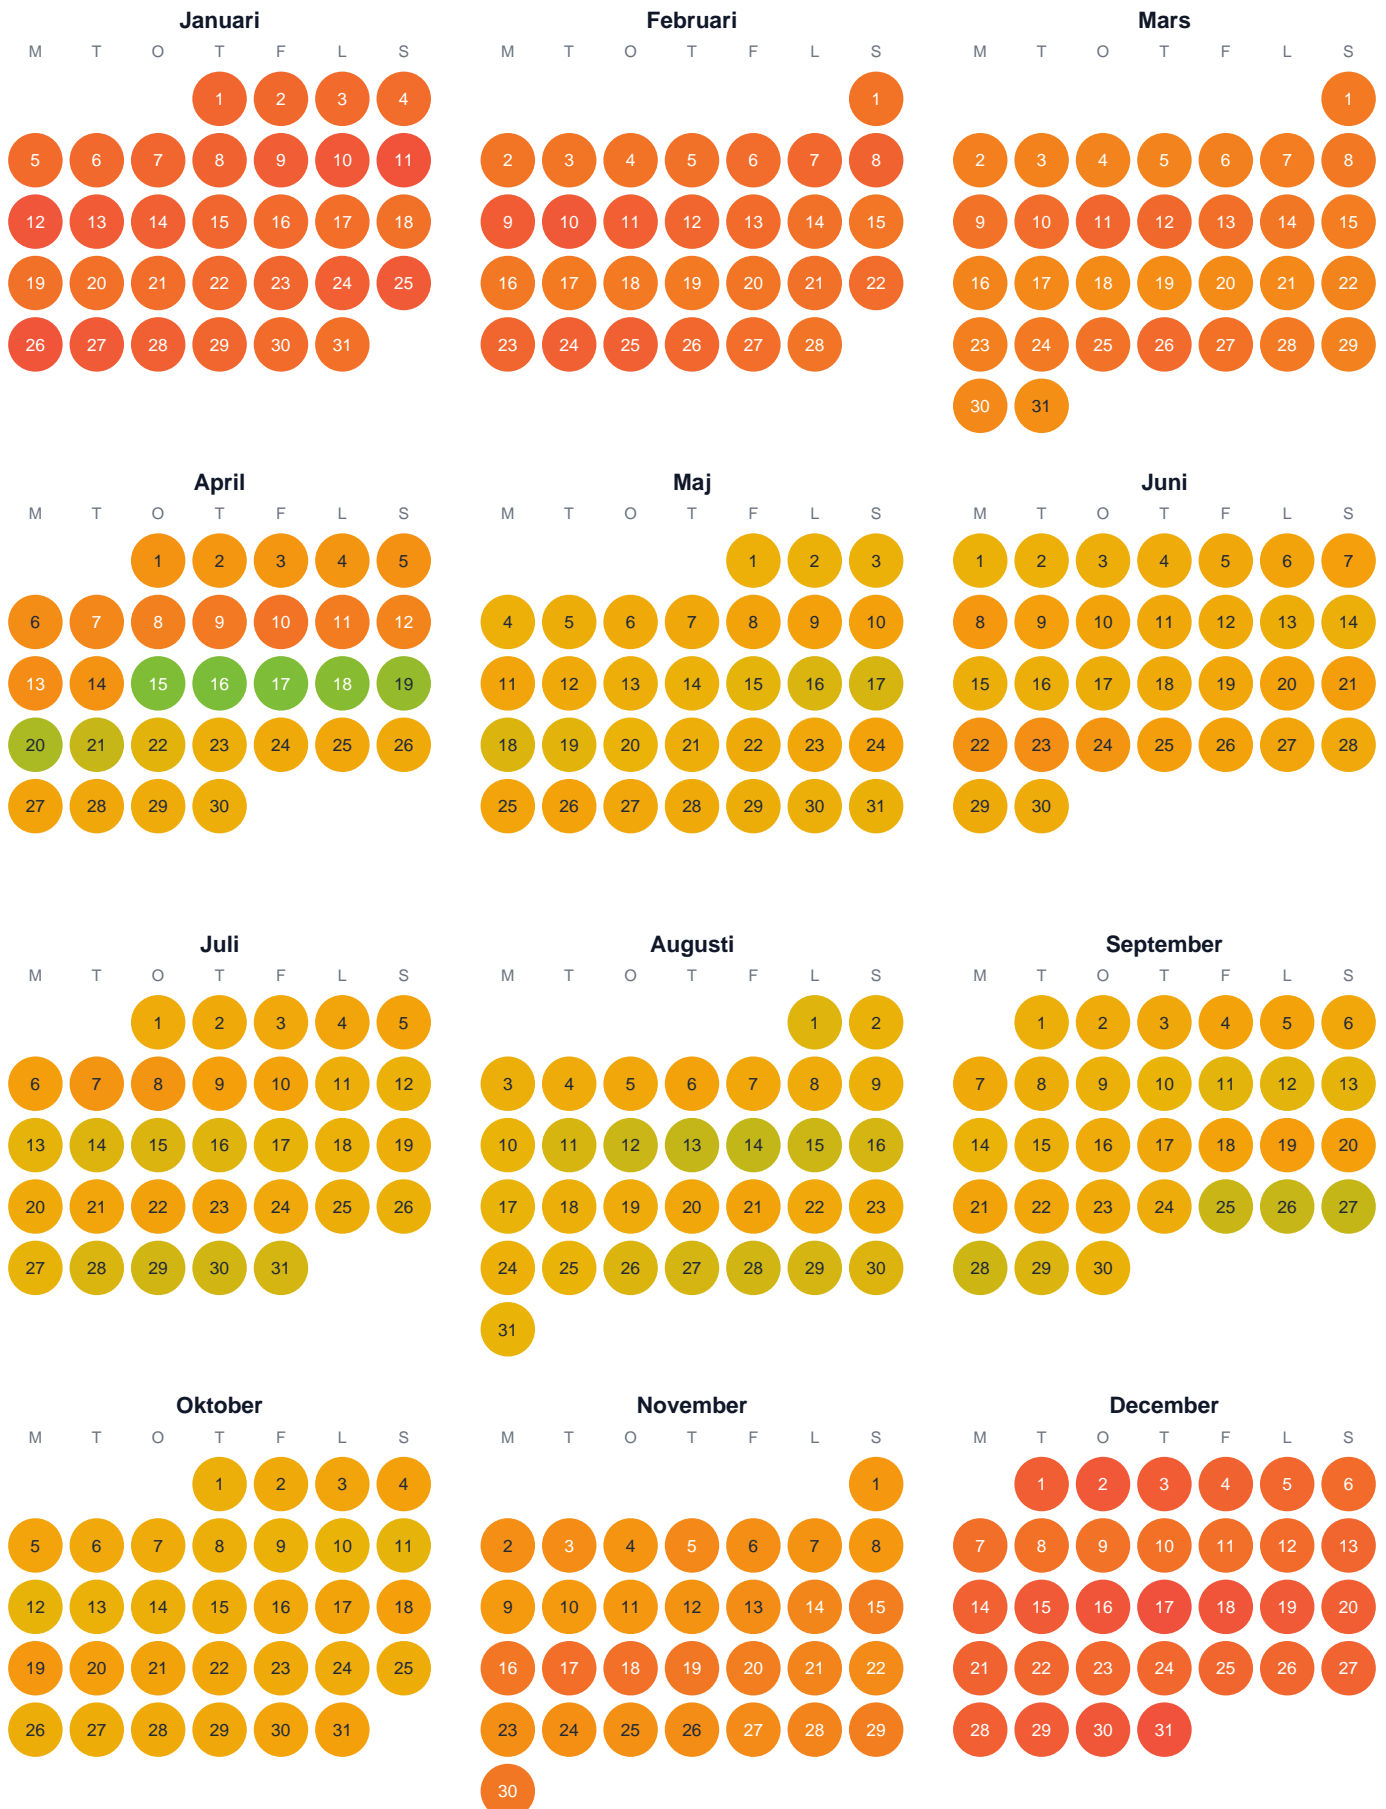 Januari Februari Mars
M T O T F L S M T O T F L S M T O T F L S
1 2 3 4 1 1
5 6 7 8 9 10 11 2 3 4 5 6 7 8 2 3 4 5 6 7 8
12 13 14 15 16 17 18 9 10 11 12 13 14 15 9 10 11 12 13 14 15
19 20 21 22 23 24 25 16 17 18 19 20 21 22 16 17 18 19 20 21 22
26 27 28 29 30 31 23 24 25 26 27 28 23 24 25 26 27 28 29
30 31
April Maj Juni
M T O T F L S M T O T F L S M T O T F L S
1 2 3 4 5 1 2 3 1 2 3 4 5 6 7
6 7 8 9 10 11 12 4 5 6 7 8 9 10 8 9 10 11 12 13 14
13 14 15 16 17 18 19 11 12 13 14 15 16 17 15 16 17 18 19 20 21
20 21 22 23 24 25 26 18 19 20 21 22 23 24 22 23 24 25 26 27 28
27 28 29 30 25 26 27 28 29 30 31 29 30
Juli Augusti September
M T O T F L S M T O T F L S M T O T F L S
1 2 3 4 5 1 2 1 2 3 4 5 6
6 7 8 9 10 11 12 3 4 5 6 7 8 9 7 8 9 10 11 12 13
13 14 15 16 17 18 19 10 11 12 13 14 15 16 14 15 16 17 18 19 20
20 21 22 23 24 25 26 17 18 19 20 21 22 23 21 22 23 24 25 26 27
27 28 29 30 31 24 25 26 27 28 29 30 28 29 30
31
Oktober November December
M T O T F L S M T O T F L S M T O T F L S
1 2 3 4 1 1 2 3 4 5 6
5 6 7 8 9 10 11 2 3 4 5 6 7 8 7 8 9 10 11 12 13
12 13 14 15 16 17 18 9 10 11 12 13 14 15 14 15 16 17 18 19 20
19 20 21 22 23 24 25 16 17 18 19 20 21 22 21 22 23 24 25 26 27
26 27 28 29 30 31 23 24 25 26 27 28 29 28 29 30 31
30